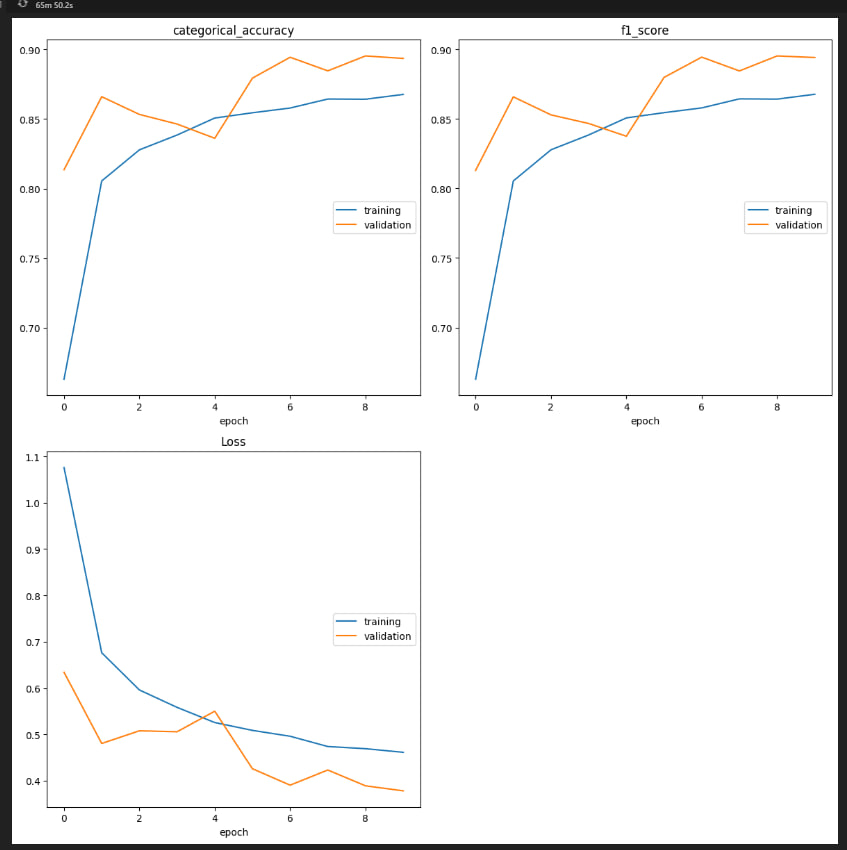 65m 50.2s
categorical_accuracy
0.90
0.85
0.80
0.75
0.70
training
validation
0 2 4 6 8
epoch
f1_score
0.90
0.85
0.80
0.75
0.70
training
validation
0 2 4 6 8
epoch
Loss
1.1
1.0
0.9
0.8
0.7
0.6
0.5
0.4
training
validation
0 2 4 6 8
epoch